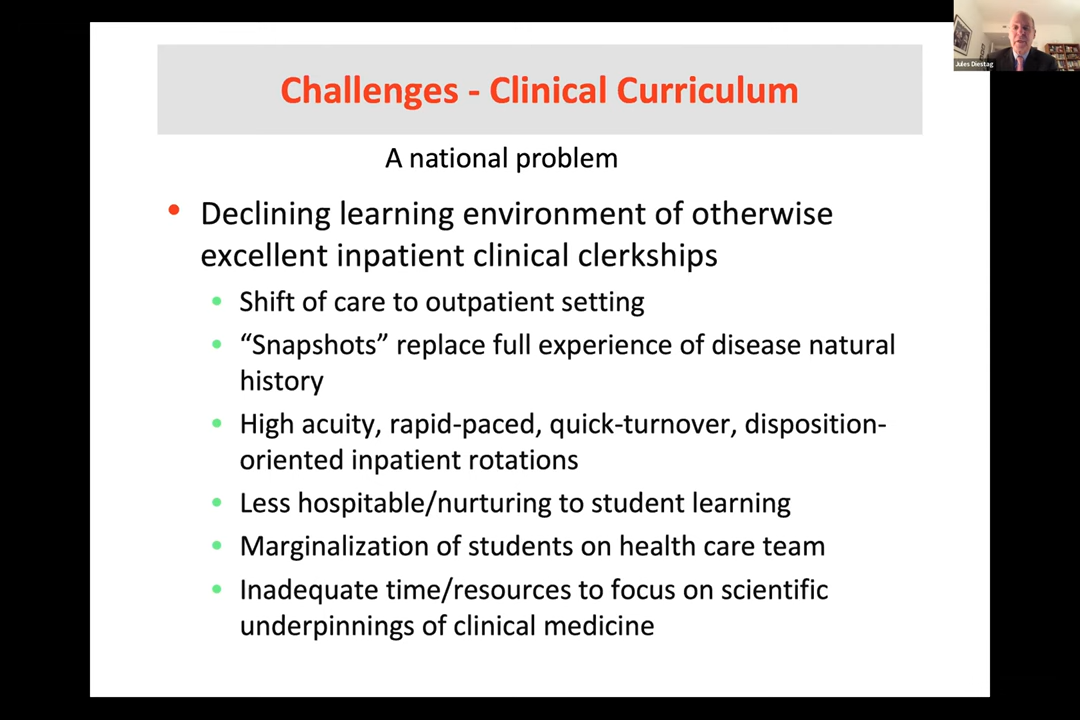 Jules Dienstag
Challenges - Clinical Curriculum
A national problem
• Declining learning environment of otherwise
excellent inpatient clinical clerkships
• Shift of care to outpatient setting
• “Snapshots” replace full experience of disease natural
history
• High acuity, rapid-paced, quick-turnover, disposition-
oriented inpatient rotations
• Less hospitable/nurturing to student learning
• Marginalization of students on health care team
• Inadequate time/resources to focus on scientific
underpinnings of clinical medicine